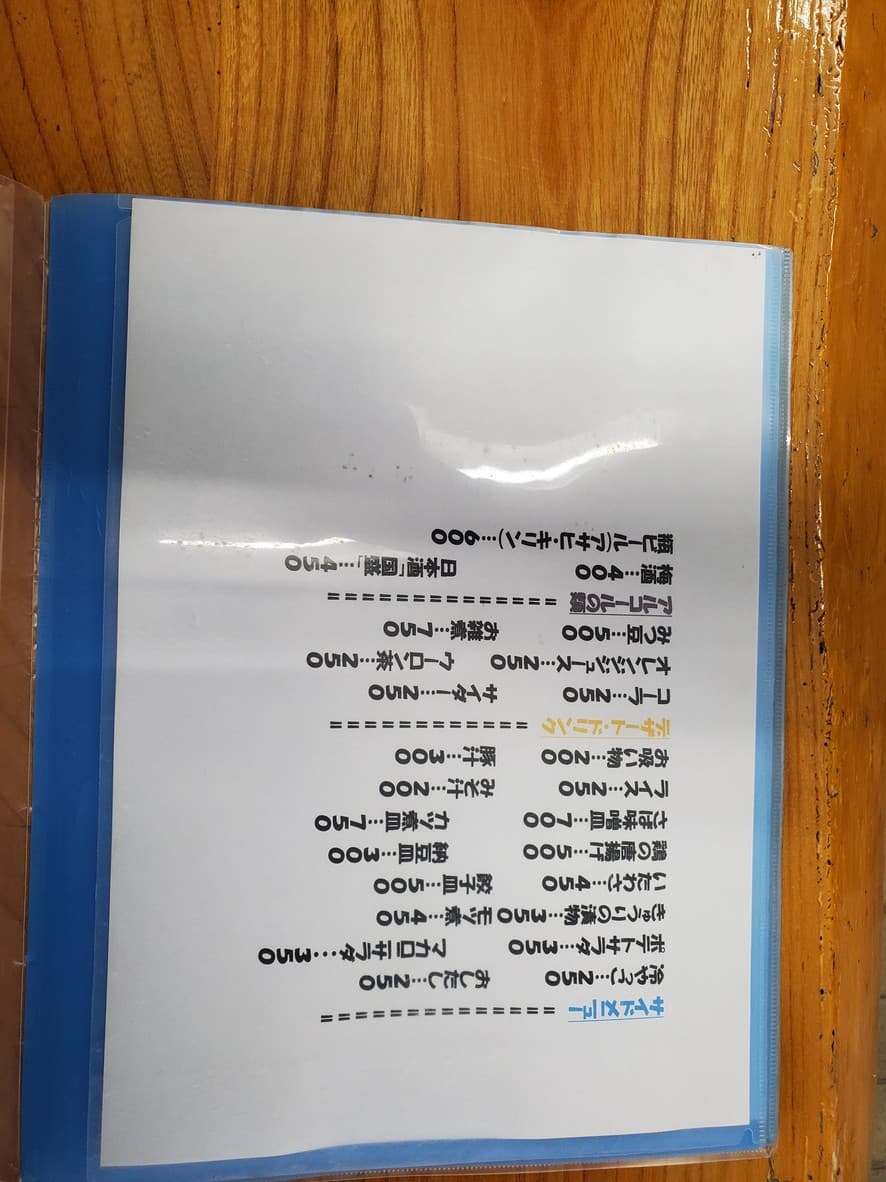 サイドメニュー ＝＝＝＝＝＝＝＝＝＝＝＝＝
冷やっこ…250 おしたし…250
ポテトサラダ…350 マカロニサラダ・・・・350
きゅうりの漬物…350 モツ煮…450
いたわさ…450 餃子皿…500
鶏の唐揚げ…500 納豆皿…300
さば味噌皿…700 カツ煮皿…750
ライス…250 みそ汁…200
お吸い物…200 豚汁…300
デザート・ドリンク ＝＝＝＝＝＝＝＝＝＝＝
コーラ…250 サイダー…250
オレンジジュース…250 ウーロン茶…250
みつ豆…500 お雑煮…750
アルコールの類 ＝＝＝＝＝＝＝＝＝＝＝＝＝
梅酒…400 日本酒「国盛」…450
瓶ビール(アサヒ・キリン)…600